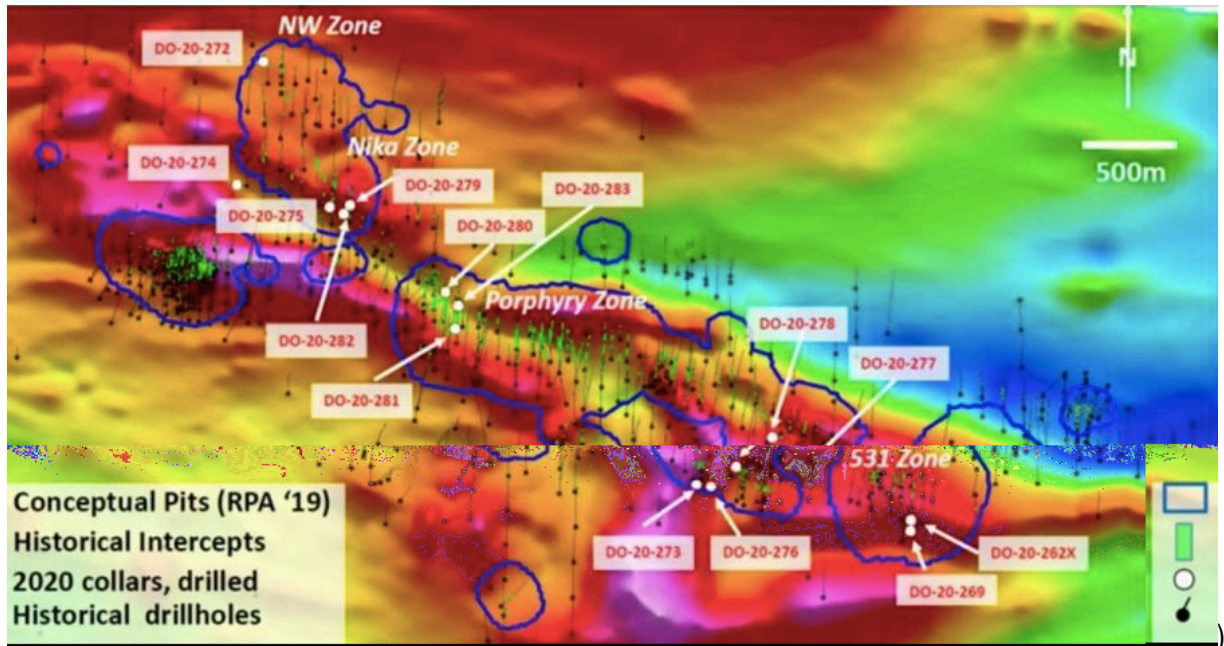 NW Zone
DO-20-272
N
Nika Zone
500m
DO-20-274
DO-20-279
DO-20-283
DO-20-275
DO-20-280
Porphyry Zone
DO-20-278
DO-20-282
DO-20-277
DO-20-281
531 Zone
Conceptual Pits (RPA ‘19)
Historical Intercepts
DO-20-273
DO-20-276
DO-20-262X
2020 collars, drilled
DO-20-269
Historical drillholes
)